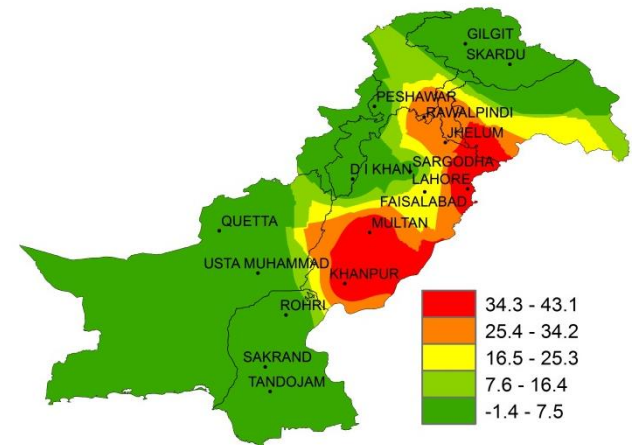 GILGIT
SKARDU
PESHAWAR
RAWALPINDI
JHELUM
SARGODHA
D I KHAN
LAHORE
FAISALABAD
QUETTA
MULTAN
USTA MUHAMMAD
KHANPUR
ROHRI
SAKRAND
TANDOJAM
34.3 - 43.1
25.4 - 34.2
16.5 - 25.3
7.6 - 16.4
-1.4 - 7.5